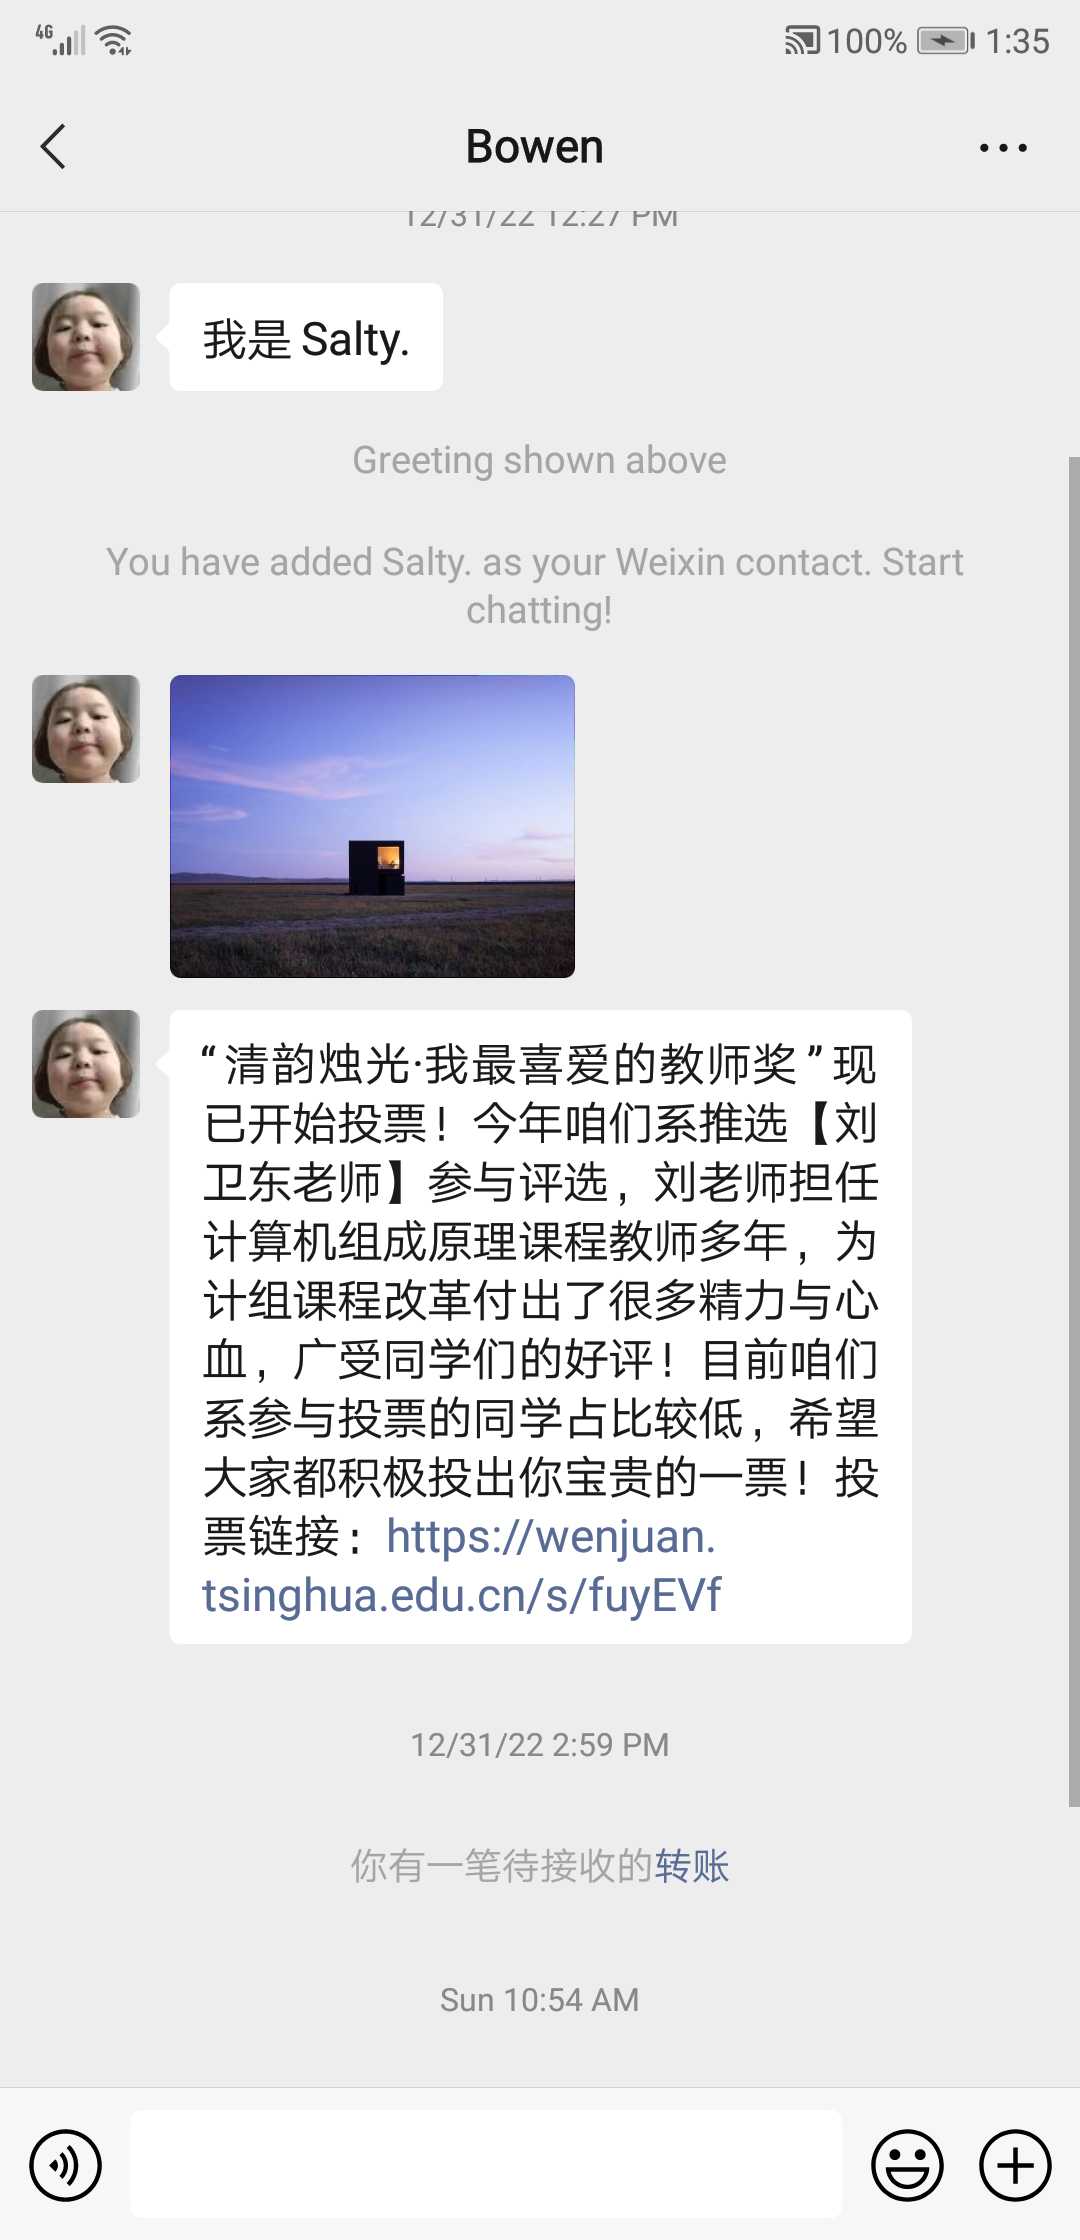 4G
100%
1:35
Bowen
12/31/22 12:27 PM
我是 Salty.
Greeting shown above
You have added Salty. as your Weixin contact. Start
chatting!
“清韵烛光·我最喜爱的教师奖”现
已开始投票！今年咱们系推选【刘
卫东老师】参与评选，刘老师担任
计算机组成原理课程教师多年，为
计组课程改革付出了很多精力与心
血，广受同学们的好评！目前咱们
系参与投票的同学占比较低，希望
大家都积极投出你宝贵的一票！投
票链接：https://wenjuan.
tsinghua.edu.cn/s/fuyEVf
12/31/22 2:59 PM
你有一笔待接收的转账
Sun 10:54 AM